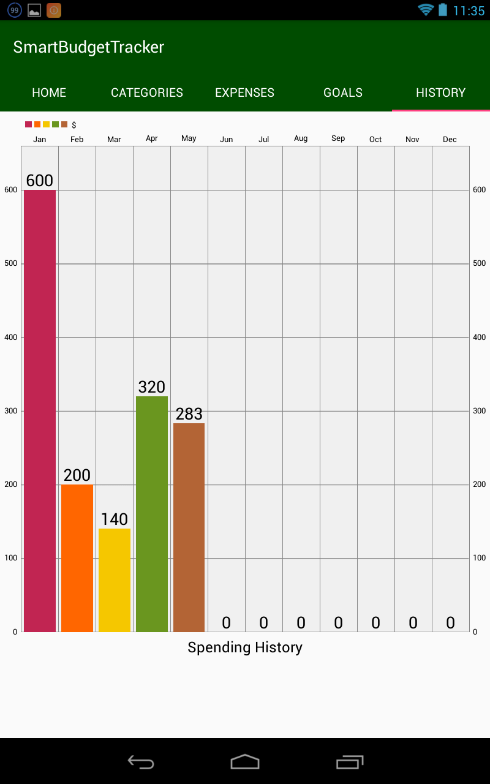 99 11:35
SmartBudgetTracker
HOME CATEGORIES EXPENSES GOALS HISTORY
$
Jan Feb Mar Apr May Jun Jul Aug Sep Oct Nov Dec
600 600 600
500 500
400 400
320
300 283 300
200 200 200
140
100 100
0 0 0 0 0 0 0
0 0
Spending History